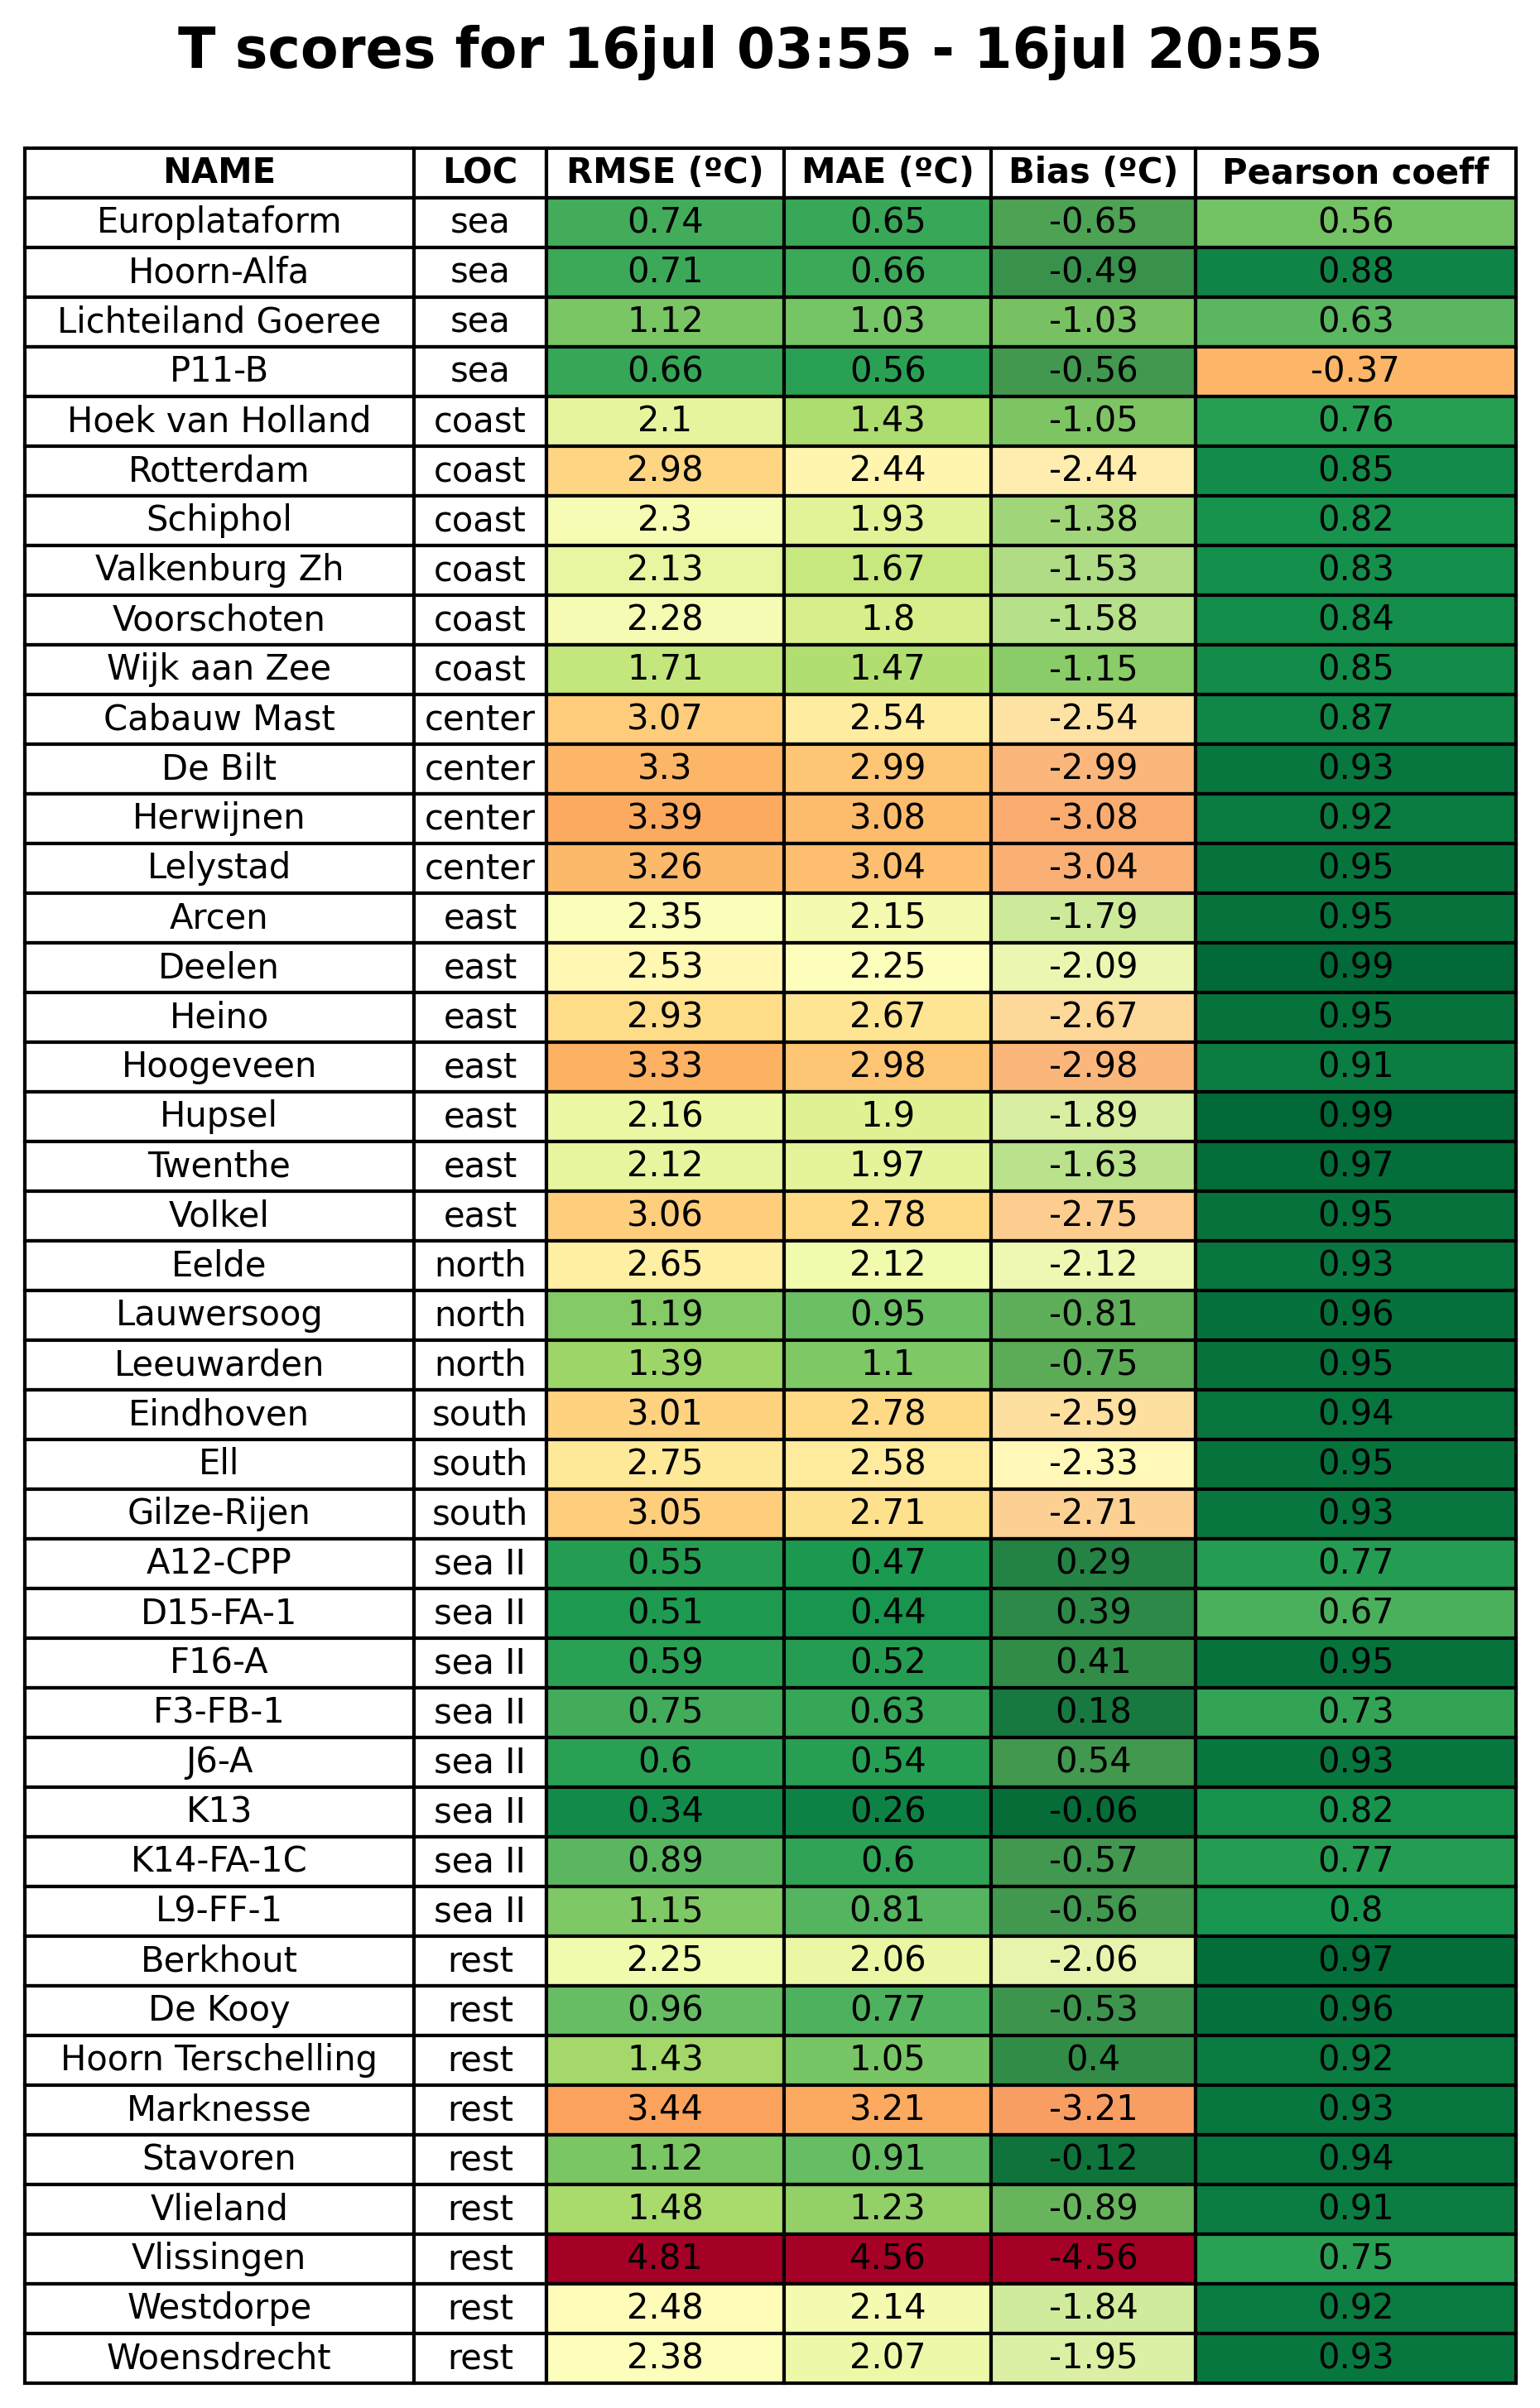 T scores for 16jul 03:55 - 16jul 20:55
NAME LOC RMSE (ºC) MAE (ºC) Bias (ºC) Pearson coeff
Europlataform sea 0.74 0.65 -0.65 0.56
Hoorn-Alfa sea 0.71 0.66 -0.49 0.88
Lichteiland Goeree sea 1.12 1.03 -1.03 0.63
P11-B sea 0.66 0.56 -0.56 -0.37
Hoek van Holland coast 2.1 1.43 -1.05 0.76
Rotterdam coast 2.98 2.44 -2.44 0.85
Schiphol coast 2.3 1.93 -1.38 0.82
Valkenburg Zh coast 2.13 1.67 -1.53 0.83
Voorschoten coast 2.28 1.8 -1.58 0.84
Wijk aan Zee coast 1.71 1.47 -1.15 0.85
Cabauw Mast center 3.07 2.54 -2.54 0.87
De Bilt center 3.3 2.99 -2.99 0.93
Herwijnen center 3.39 3.08 -3.08 0.92
Lelystad center 3.26 3.04 -3.04 0.95
Arcen east 2.35 2.15 -1.79 0.95
Deelen east 2.53 2.25 -2.09 0.99
Heino east 2.93 2.67 -2.67 0.95
Hoogeveen east 3.33 2.98 -2.98 0.91
Hupsel east 2.16 1.9 -1.89 0.99
Twenthe east 2.12 1.97 -1.63 0.97
Volkel east 3.06 2.78 -2.75 0.95
Eelde north 2.65 2.12 -2.12 0.93
Lauwersoog north 1.19 0.95 -0.81 0.96
Leeuwarden north 1.39 1.1 -0.75 0.95
Eindhoven south 3.01 2.78 -2.59 0.94
Ell south 2.75 2.58 -2.33 0.95
Gilze-Rijen south 3.05 2.71 -2.71 0.93
A12-CPP sea II 0.55 0.47 0.29 0.77
D15-FA-1 sea II 0.51 0.44 0.39 0.67
F16-A sea II 0.59 0.52 0.41 0.95
F3-FB-1 sea II 0.75 0.63 0.18 0.73
J6-A sea II 0.6 0.54 0.54 0.93
K13 sea II 0.34 0.26 -0.06 0.82
K14-FA-1C sea II 0.89 0.6 -0.57 0.77
L9-FF-1 sea II 1.15 0.81 -0.56 0.8
Berkhout rest 2.25 2.06 -2.06 0.97
De Kooy rest 0.96 0.77 -0.53 0.96
Hoorn Terschelling rest 1.43 1.05 0.4 0.92
Marknesse rest 3.44 3.21 -3.21 0.93
Stavoren rest 1.12 0.91 -0.12 0.94
Vlieland rest 1.48 1.23 -0.89 0.91
Vlissingen rest 4.81 4.56 -4.56 0.75
Westdorpe rest 2.48 2.14 -1.84 0.92
Woensdrecht rest 2.38 2.07 -1.95 0.93